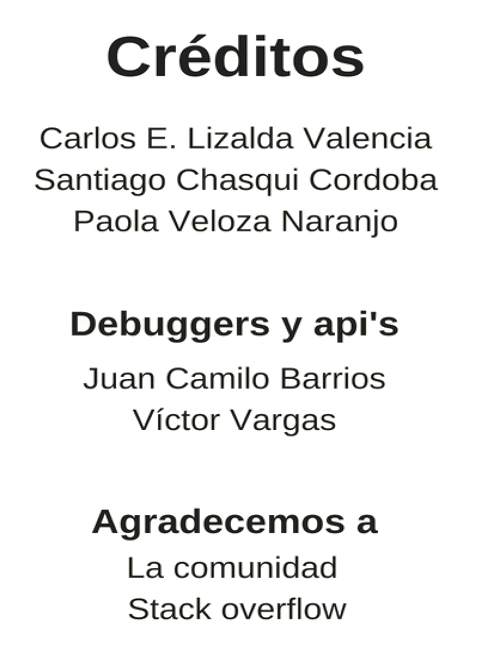 Créditos
Carlos E. Lizalda Valencia
Santiago Chasqui Cordoba
Paola Veloza Naranjo
Debuggers y api's
Juan Camilo Barrios
Víctor Vargas
Agradecemos a
La comunidad
Stack overflow